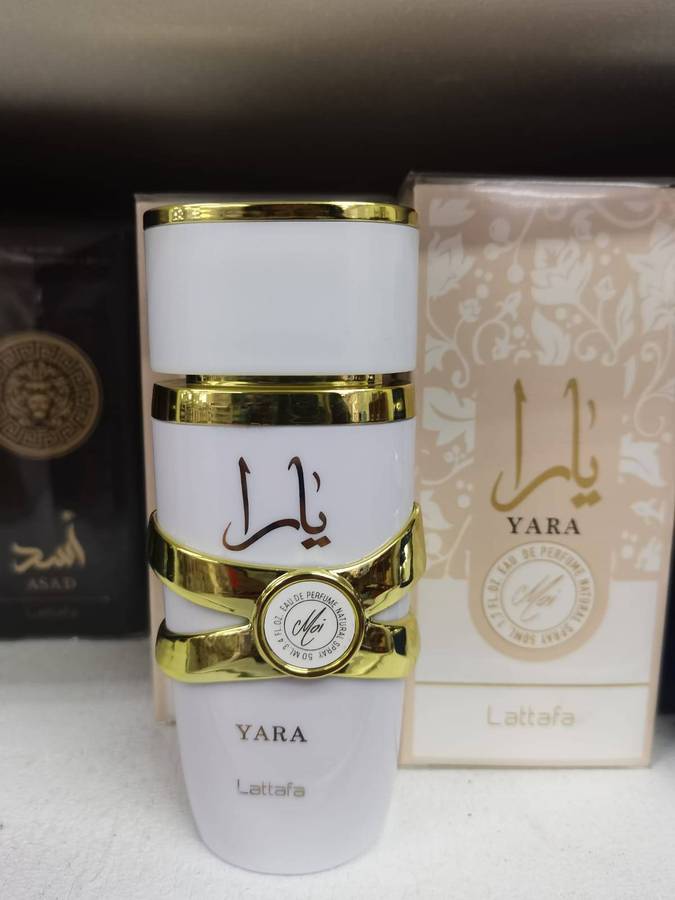 يارا
EAU DE PERFUME NATURAL SPRAY 50 ML 3.4 FL.OZ.
Moi
YARA
Lattafa
يارا
YARA
EAU DE PERFUME NATURAL SPRAY 50ML 1.7 FL.OZ.
Moi
Lattafa
أسد
ASAD